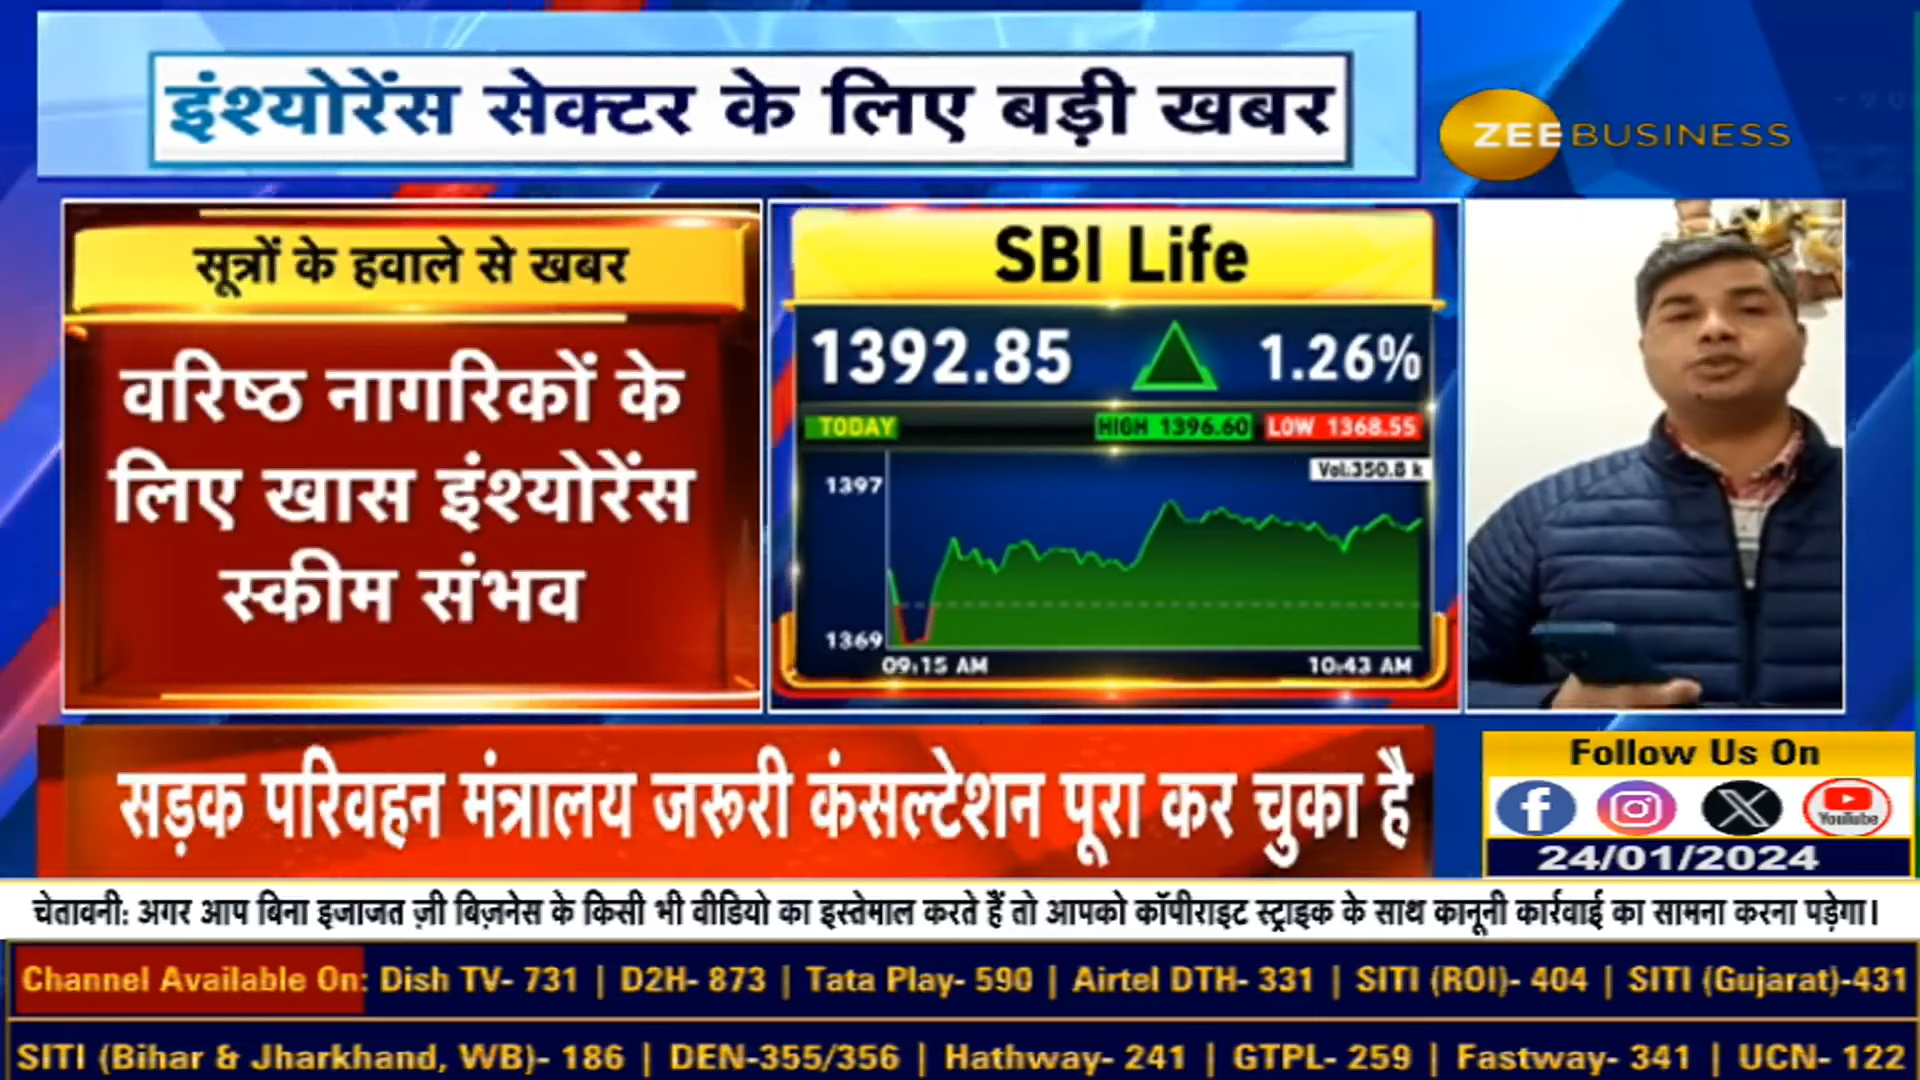 इंश्योरेंस सेक्टर के लिए बड़ी खबर
ZEE BUSINESS
सूत्रों के हवाले से खबर
वरिष्ठ नागरिकों के
लिए खास इंश्योरेंस
स्कीम संभव
SBI Life
1392.85 1.26%
TODAY HIGH 1396.60 LOW 1368.55
Vol:350.8 k
1397
1369
09:15 AM 10:43 AM
सड़क परिवहन मंत्रालय जरूरी कंसल्टेशन पूरा कर चुका है
Follow Us On
YouTube
24/01/2024
चेतावनी: अगर आप बिना इजाजत ज़ी बिज़नेस के किसी भी वीडियो का इस्तेमाल करते हैं तो आपको कॉपीराइट स्ट्राइक के साथ कानूनी कार्रवाई का सामना करना पड़ेगा।
Channel Available On: Dish TV- 731 | D2H- 873 | Tata Play- 590 | Airtel DTH- 331 | SITI (ROI)- 404 | SITI (Gujarat)-431
SITI (Bihar & Jharkhand, WB)- 186 | DEN-355/356 | Hathway- 241 | GTPL- 259 | Fastway- 341 | UCN- 122